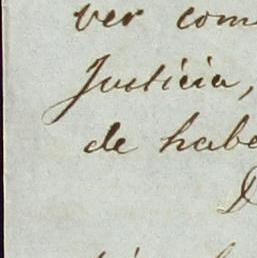 ver com
Justicia,
de habe
D